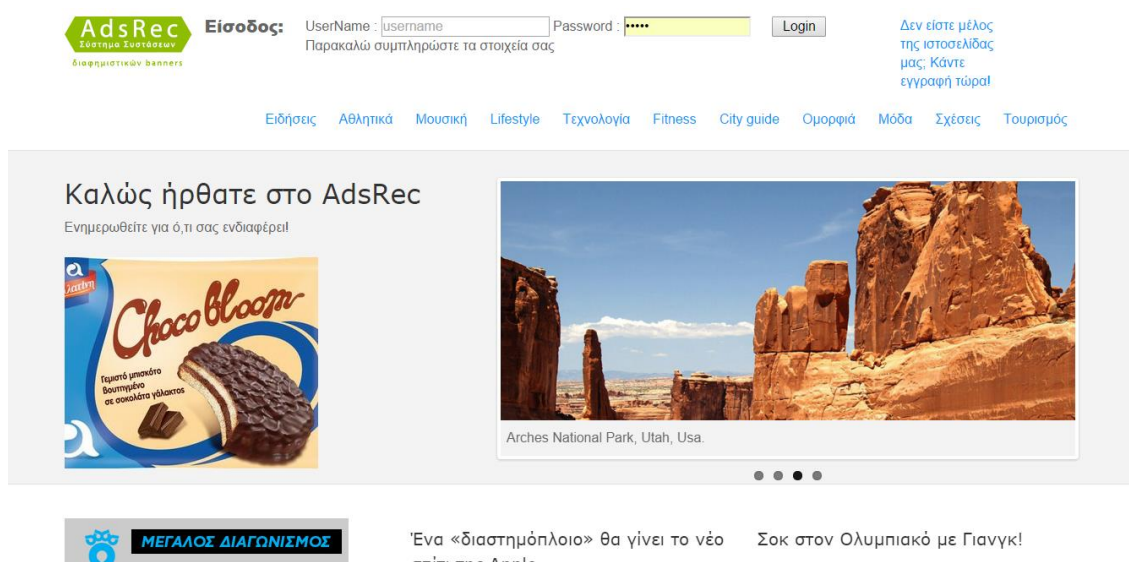 AdsRec
Σύστημα Συστάσεων
διαφημιστικών banners
Είσοδος:
UserName : username Password : ••••• Login
Παρακαλώ συμπληρώστε τα στοιχεία σας
Δεν είστε μέλος
της ιστοσελίδας
μας; Κάντε
εγγραφή τώρα!
Ειδήσεις Αθλητικά Μουσική Lifestyle Τεχνολογία Fitness City guide Ομορφιά Μόδα Σχέσεις Τουρισμός
Καλώς ήρθατε στο AdsRec
Ενημερωθείτε για ό,τι σας ενδιαφέρει!
Choco bloom
Γεμιστό μπισκότο
βουτηγμένο
σε σοκολάτα γάλακτος
Arches National Park, Utah, Usa.
ΜΕΓΑΛΟΣ ΔΙΑΓΩΝΙΣΜΟΣ
Ένα «διαστημόπλοιο» θα γίνει το νέο
Σοκ στον Ολυμπιακό με Γιανγκ!